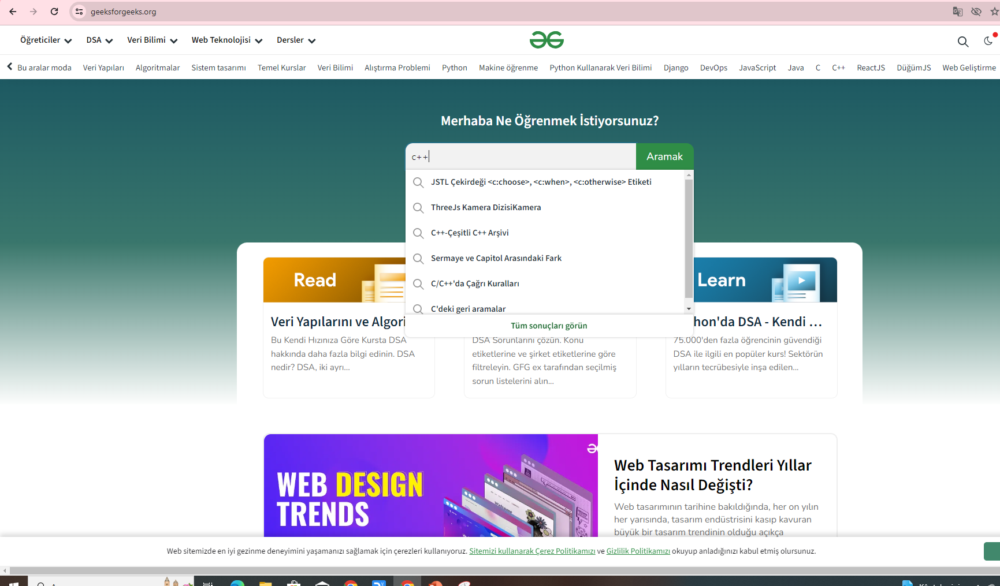 geeksforgeeks.org
Öğreticiler DSA Veri Bilimi Web Teknolojisi Dersler
Bu aralar moda Veri Yapıları Algoritmalar Sistem tasarımı Temel Kurslar Veri Bilimi Alıştırma Problemi Python Makine öğrenme Python Kullanarak Veri Bilimi Django DevOps JavaScript Java C C++ ReactJS DüğümJS Web Geliştirme
Merhaba Ne Öğrenmek İstiyorsunuz?
c++
Aramak
JSTL Çekirdeği <c:choose>, <c:when>, <c:otherwise> Etiketi
ThreeJs Kamera DizisiKamera
C++-Çeşitli C++ Arşivi
Sermaye ve Capitol Arasındaki Fark
C/C++'da Çağrı Kuralları
C'deki geri aramalar
Tüm sonuçları görün
Read
Veri Yapılarını ve Algori
Bu Kendi Hızınıza Göre Kursta DSA
hakkında daha fazla bilgi edinin. DSA
nedir? DSA, iki ayrı...
DSA Sorunlarını çözün. Konu
etiketlerine ve şirket etiketlerine göre
filtreleyin. GFG ex tarafından seçilmiş
sorun listelerini alın...
Learn
hon'da DSA - Kendi ...
75.000'den fazla öğrencinin güvendiği
DSA ile ilgili en popüler kurs! Sektörün
yılların tecrübesiyle inşa edilen...
WEB DESIGN
TRENDS
Welcome
Web Tasarımı Trendleri Yıllar
İçinde Nasıl Değişti?
Web tasarımının tarihine bakıldığında, her on yılın
her yarısında, tasarım endüstrisini kasıp kavuran
büyük bir tasarım trendinin olduğu açıkça
Web sitemizde en iyi gezinme deneyimini yaşamanızı sağlamak için çerezleri kullanıyoruz. Sitemizi kullanarak Çerez Politikamızı ve Gizlilik Politikamızı okuyup anladığınızı kabul etmiş olursunuz.